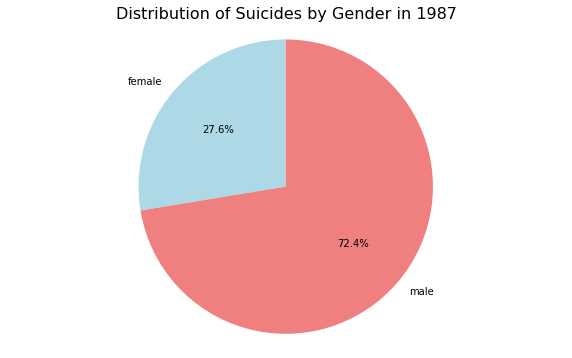 Distribution of Suicides by Gender in 1987
female
27.6%
72.4%
male